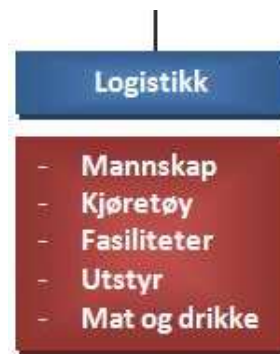 Logistikk
- Mannskap
- Kjøretøy
- Fasiliteter
- Utstyr
- Mat og drikke